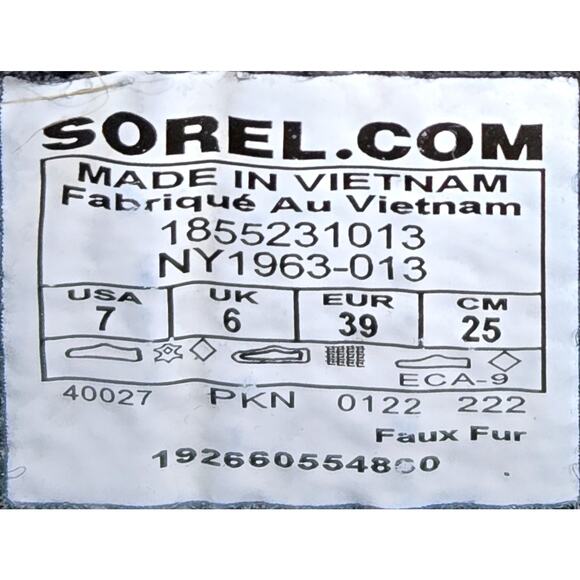 SOREL.COM
MADE IN VIETNAM
Fabriqué Au Vietnam
1855231013
NY1963-013
USA UK EUR CM
7 6 39 25
ECA-9
40027 PKN 0122 222
Faux Fur